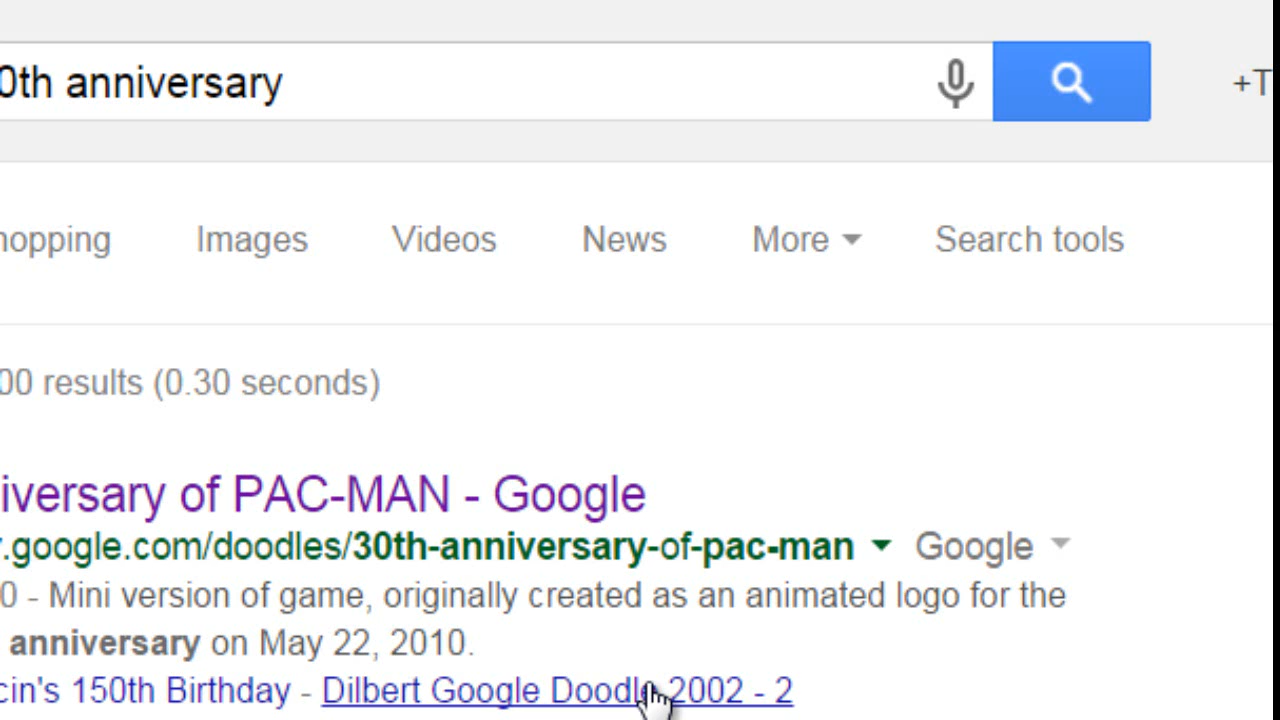 0th anniversary
+T
hopping Images Videos News More Search tools
00 results (0.30 seconds)
iversary of PAC-MAN - Google
r.google.com/doodles/30th-anniversary-of-pac-man Google
0 - Mini version of game, originally created as an animated logo for the
anniversary on May 22, 2010.
cin's 150th Birthday - Dilbert Google Doodle 2002 - 2